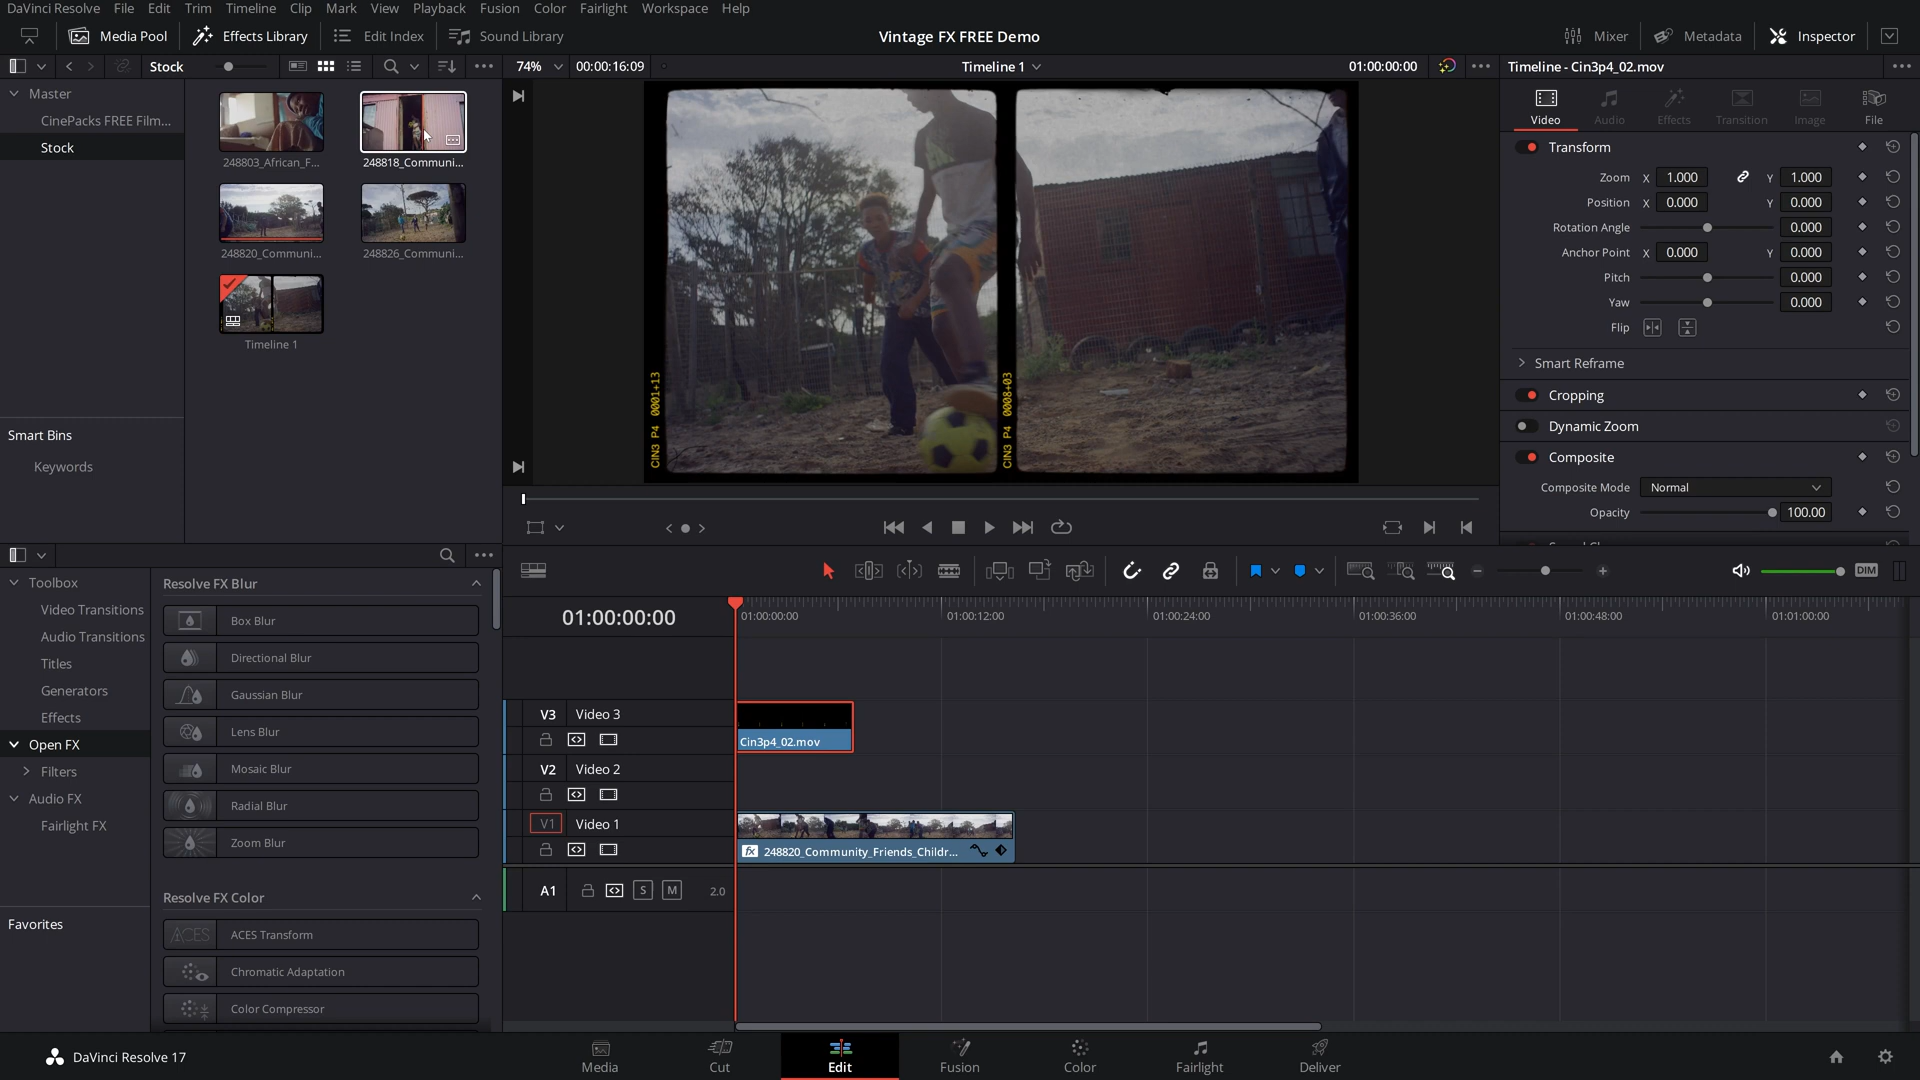 DaVinci Resolve File Edit Trim Timeline Clip Mark View Playback Fusion Color Fairlight Workspace Help
Media Pool Effects Library Edit Index Sound Library Vintage FX FREE Demo Mixer Metadata Inspector
Stock 74% 00:00:16:09 Timeline 1 01:00:00:00 Timeline - Cin3p4_02.mov
Master
CinePacks FREE Film...
Stock
248803_African_F...
248818_Communi...
248820_Communi...
248826_Communi...
Timeline 1
Smart Bins
Keywords
CIN3 P4 0001+13
CIN3 P4 0008+03
Video Audio Effects Transition Image File
Transform
Zoom X 1.000 Y 1.000
Position X 0.000 Y 0.000
Rotation Angle 0.000
Anchor Point X 0.000 Y 0.000
Pitch 0.000
Yaw 0.000
Flip
Smart Reframe
Cropping
Dynamic Zoom
Composite
Composite Mode Normal
Opacity 100.00
Toolbox
Video Transitions
Audio Transitions
Titles
Generators
Effects
Open FX
Filters
Audio FX
Fairlight FX
Favorites
Resolve FX Blur
Box Blur
Directional Blur
Gaussian Blur
Lens Blur
Mosaic Blur
Radial Blur
Zoom Blur
Resolve FX Color
ACES
ACES Transform
Chromatic Adaptation
Color Compressor
DIM
01:00:00:00
01:00:00:00 01:00:12:00 01:00:24:00 01:00:36:00 01:00:48:00 01:01:00:00
V3 Video 3
Cin3p4_02.mov
V2 Video 2
V1 Video 1
fx 248820_Community_Friends_Childr...
A1 S M 2.0
DaVinci Resolve 17
Media Cut Edit Fusion Color Fairlight Deliver